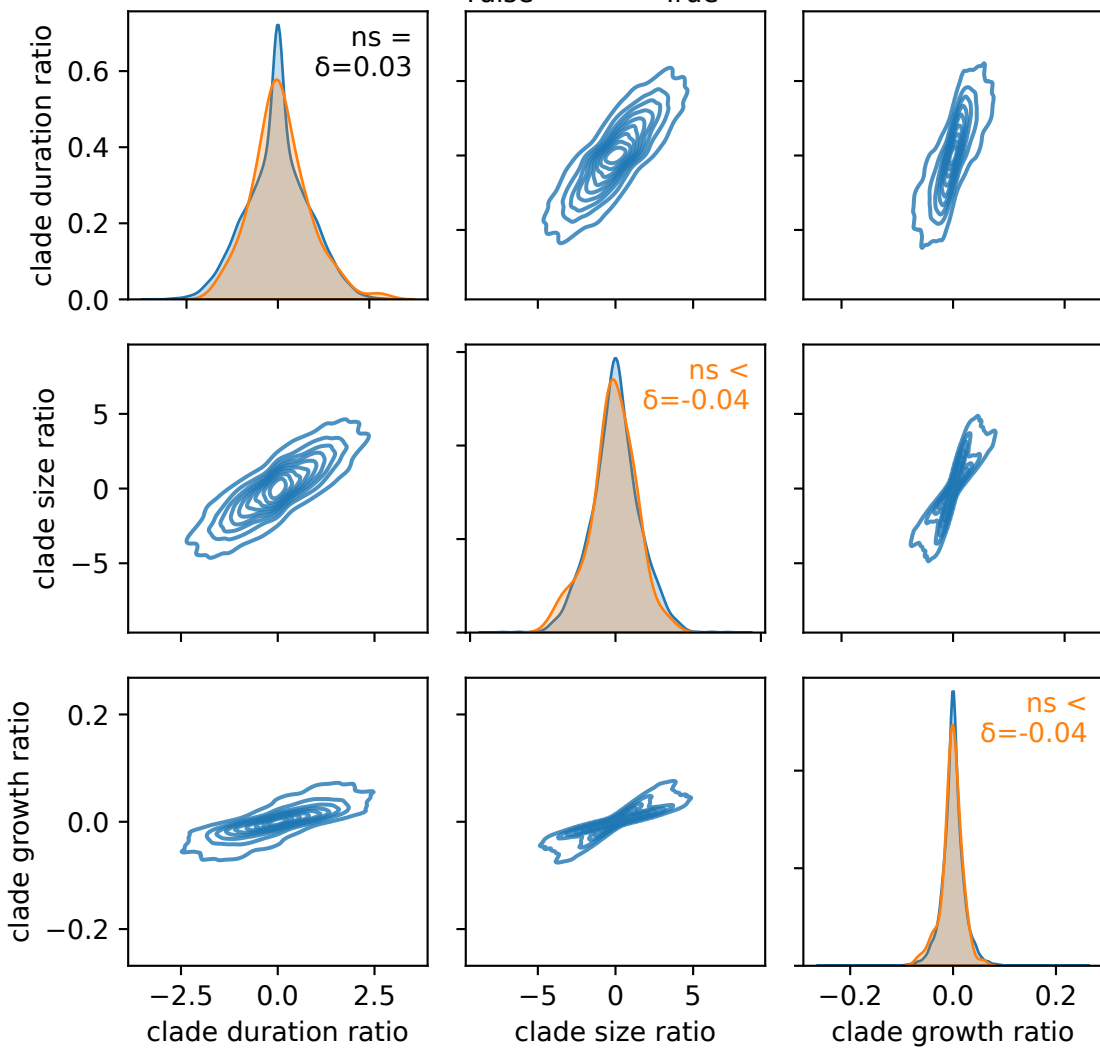 clade duration ratio
0.6
0.4
0.2
0.0
ns =
δ=0.03
clade size ratio
5
0
−5
ns <
δ=-0.04
clade growth ratio
0.2
0.0
−0.2
ns <
δ=-0.04
−2.5 0.0 2.5
−5 0 5
−0.2 0.0 0.2
clade duration ratio
clade size ratio
clade growth ratio